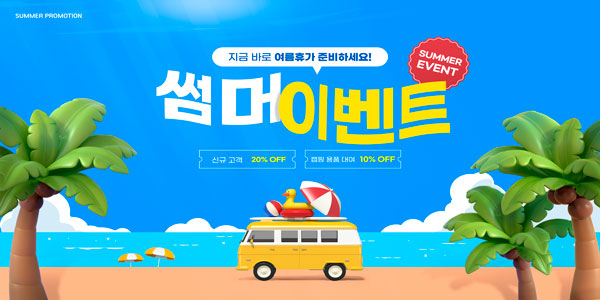 SUMMER PROMOTION
지금 바로 여름휴가 준비하세요!
SUMMER
EVENT
썸머이벤트
신규 고객 20% OFF
캠핑 용품 대여 10% OFF